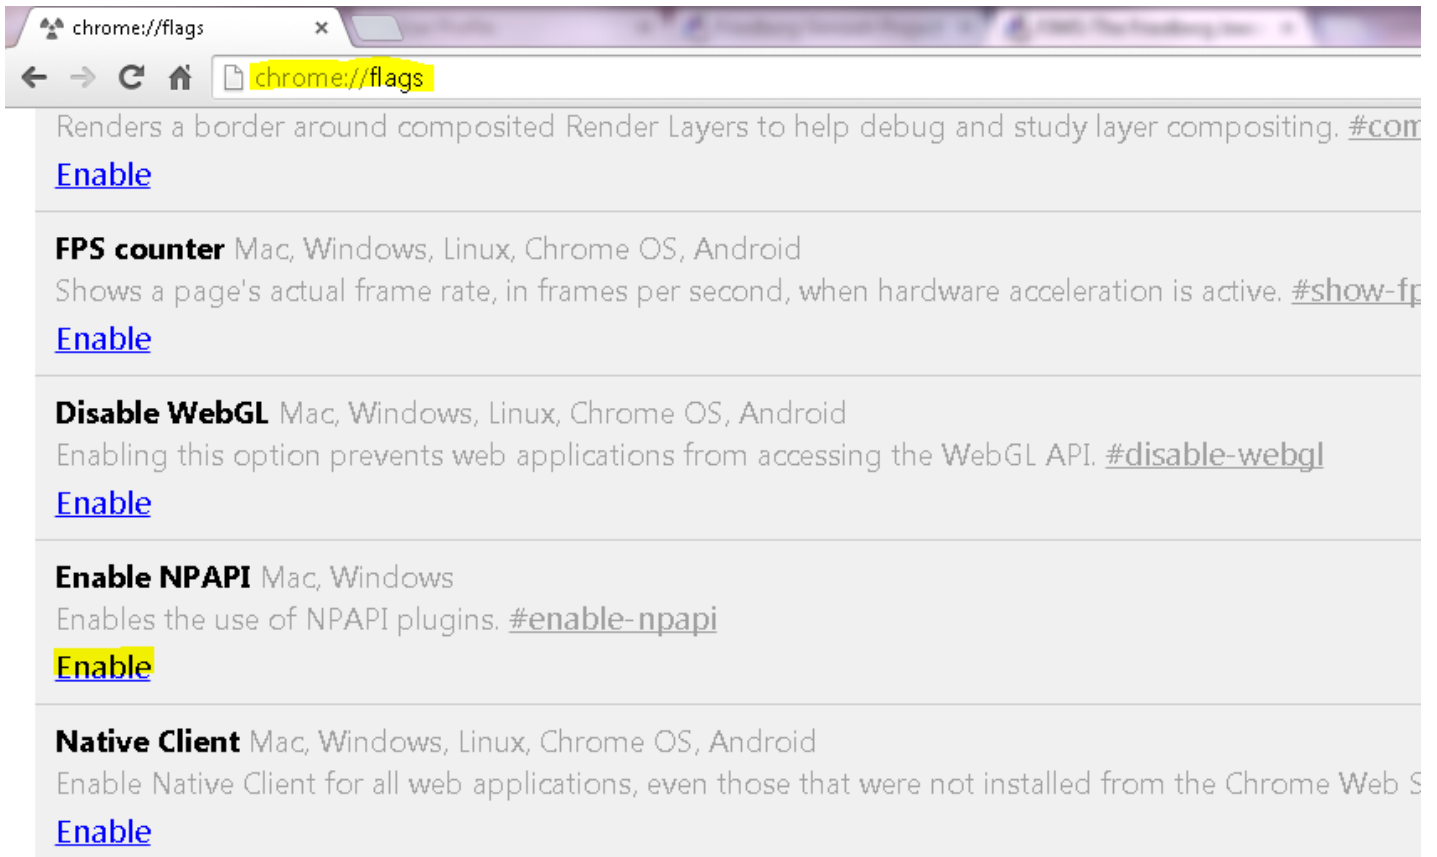 chrome://flags
chrome://flags
Renders a border around composited Render Layers to help debug and study layer compositing. #com
Enable
FPS counter Mac, Windows, Linux, Chrome OS, Android
Shows a page's actual frame rate, in frames per second, when hardware acceleration is active. #show-fp
Enable
Disable WebGL Mac, Windows, Linux, Chrome OS, Android
Enabling this option prevents web applications from accessing the WebGL API. #disable-webgl
Enable
Enable NPAPI Mac, Windows
Enables the use of NPAPI plugins. #enable-npapi
Enable
Native Client Mac, Windows, Linux, Chrome OS, Android
Enable Native Client for all web applications, even those that were not installed from the Chrome Web S
Enable